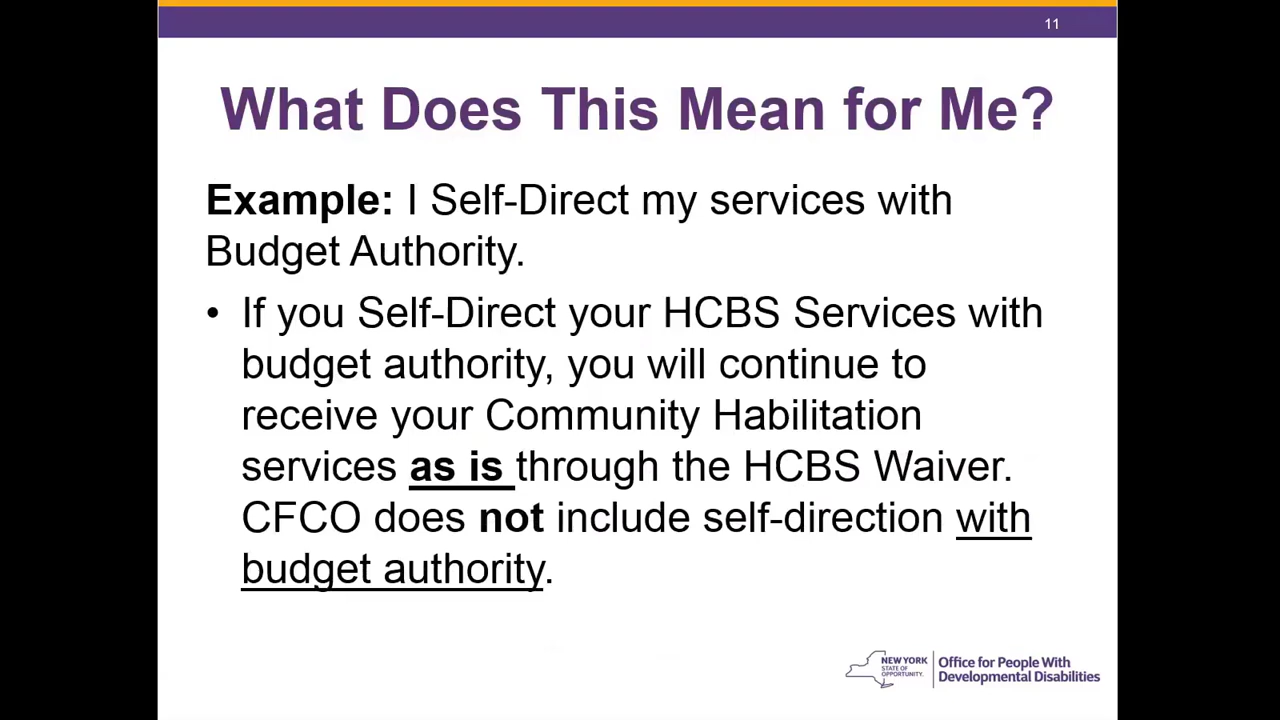 11
What Does This Mean for Me?
Example: I Self-Direct my services with
Budget Authority.
• If you Self-Direct your HCBS Services with
budget authority, you will continue to
receive your Community Habilitation
services as is through the HCBS Waiver.
CFCO does not include self-direction with
budget authority.
NEW YORK
STATE OF
OPPORTUNITY.
Office for People With
Developmental Disabilities